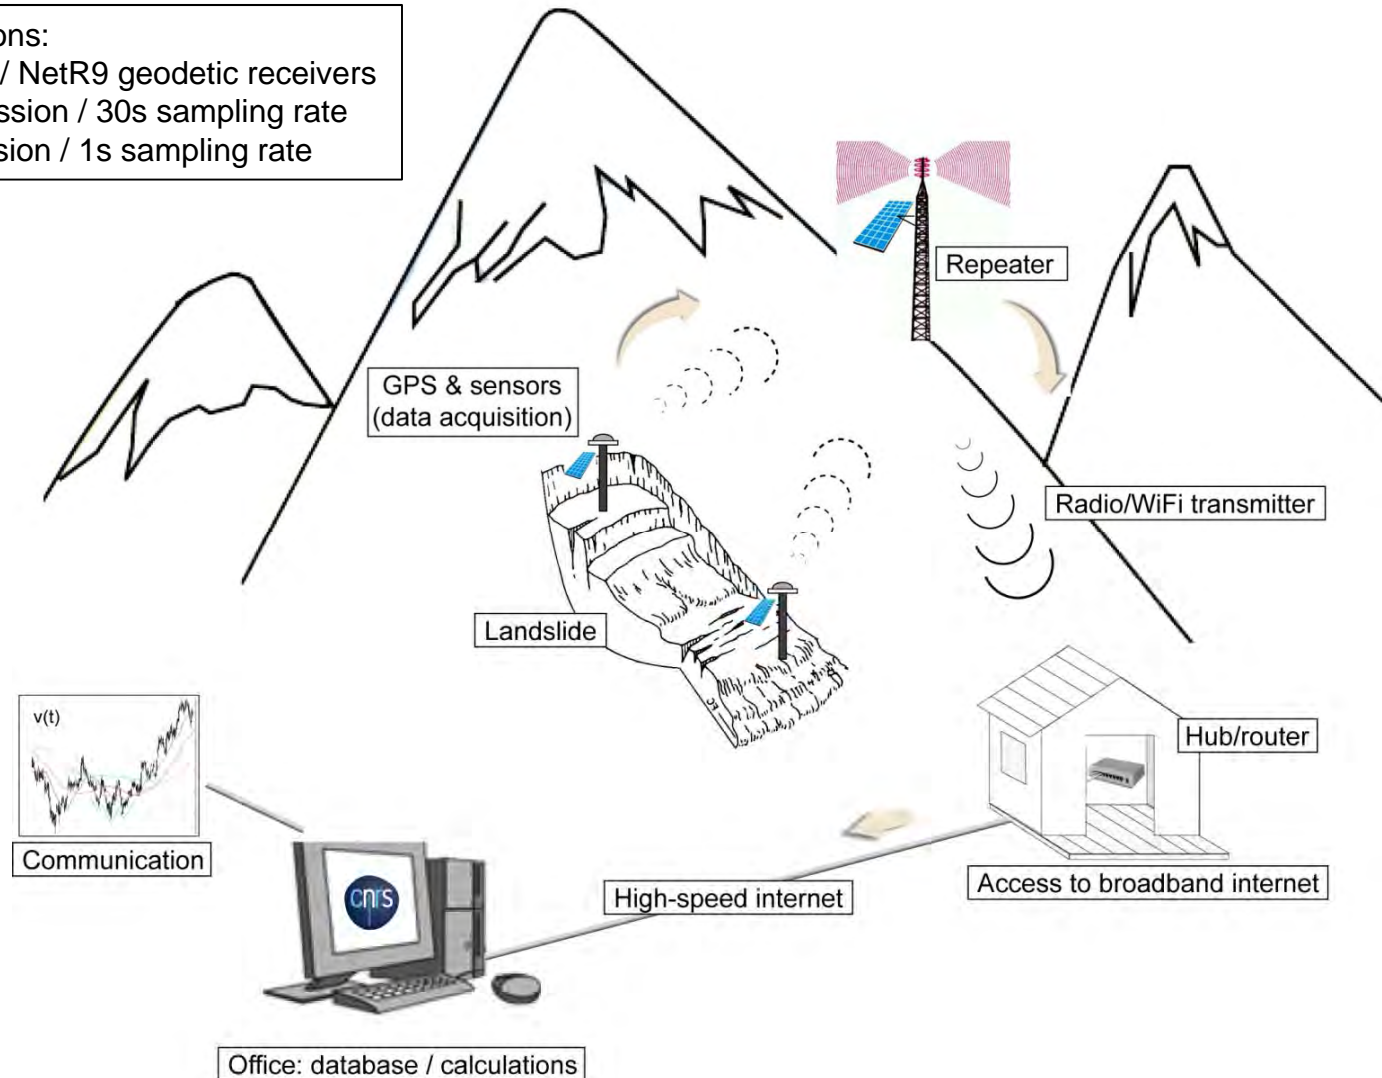 ons:
/ NetR9 geodetic receivers
ssion / 30s sampling rate
sion / 1s sampling rate
Repeater
GPS & sensors
(data acquisition)
Radio/WiFi transmitter
Landslide
v(t)
Hub/router
Communication
cnrs
High-speed internet
Access to broadband internet
Office: database / calculations